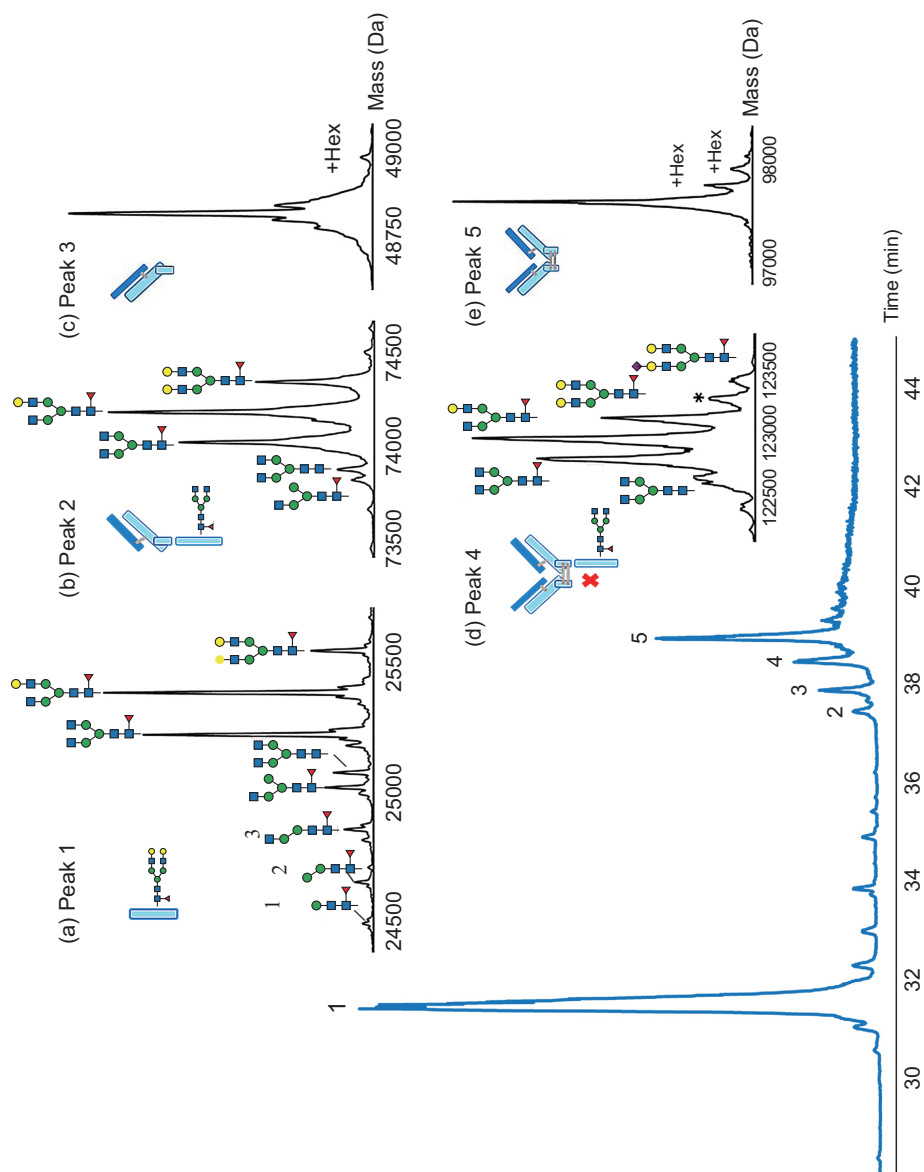 (a) Peak 1
1
2
3
24500
25000
25500
(b) Peak 2
73500
74000
74500
(c) Peak 3
+Hex
48750
49000
Mass (Da)
(d) Peak 4
*
122500
123000
123500
(e) Peak 5
+Hex
+Hex
97000
98000
Mass (Da)
1
2
3
4
5
30
32
34
36
38
40
42
44
Time (min)